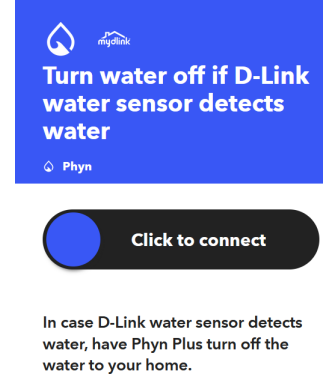 mydlink
Turn water off if D-Link
water sensor detects
water
Phyn
Click to connect
In case D-Link water sensor detects
water, have Phyn Plus turn off the
water to your home.